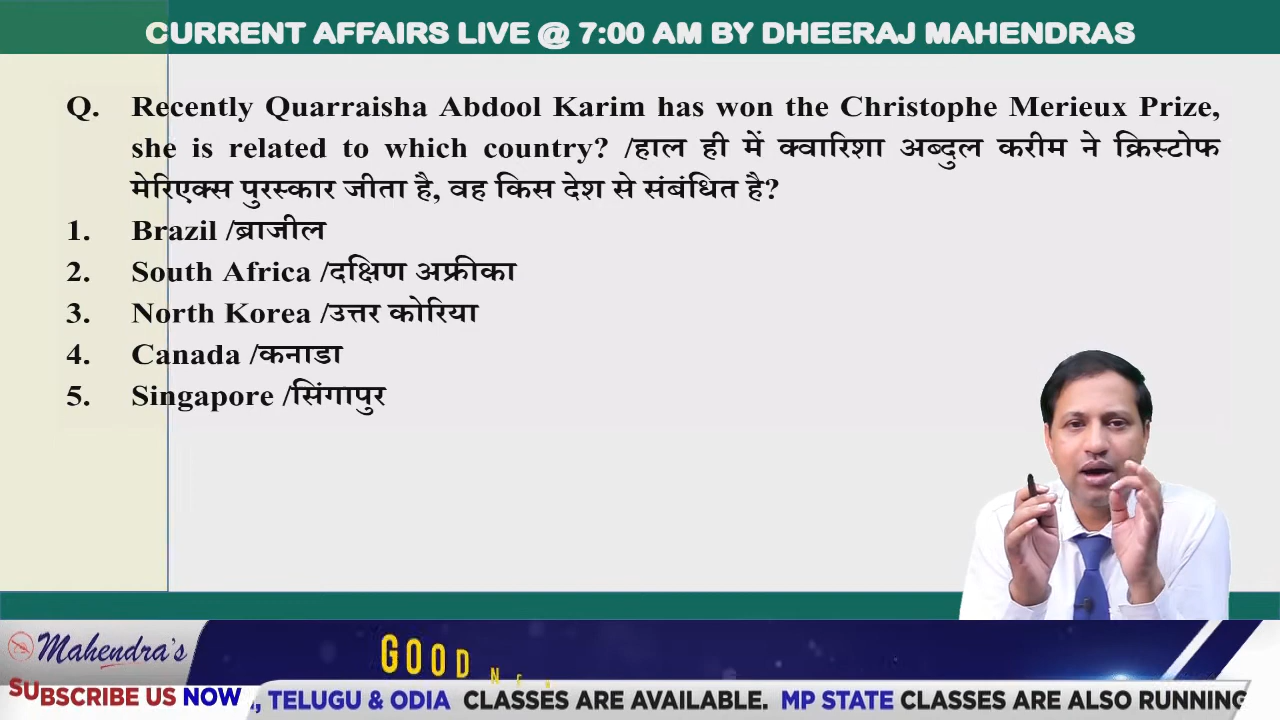 CURRENT AFFAIRS LIVE @ 7:00 AM BY DHEERAJ MAHENDRAS
Q. Recently Quarraisha Abdool Karim has won the Christophe Merieux Prize,
she is related to which country? /हाल ही में क्वारिशा अब्दुल करीम ने क्रिस्टोफ
मेरिएक्स पुरस्कार जीता है, वह किस देश से संबंधित है?
1. Brazil /ब्राजील
2. South Africa /दक्षिण अफ्रीका
3. North Korea /उत्तर कोरिया
4. Canada /कनाडा
5. Singapore /सिंगापुर
Mahendra's
GOOD
SUBSCRIBE US NOW
, TELUGU & ODIA CLASSES ARE AVAILABLE. MP STATE CLASSES ARE ALSO RUNNING